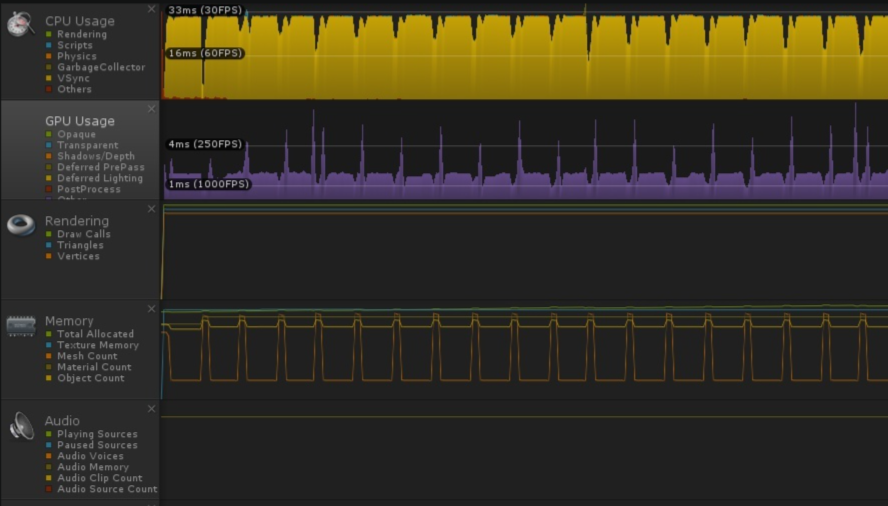 CPU Usage
Rendering
Scripts
Physics
GarbageCollector
VSync
Others
33ms (30FPS)
16ms (60FPS)
GPU Usage
Opaque
Transparent
Shadows/Depth
Deferred PrePass
Deferred Lighting
PostProcess
4ms (250FPS)
1ms (1000FPS)
Rendering
Draw Calls
Triangles
Vertices
Memory
Total Allocated
Texture Memory
Mesh Count
Material Count
Object Count
Audio
Playing Sources
Paused Sources
Audio Voices
Audio Memory
Audio Clip Count
Audio Source Count